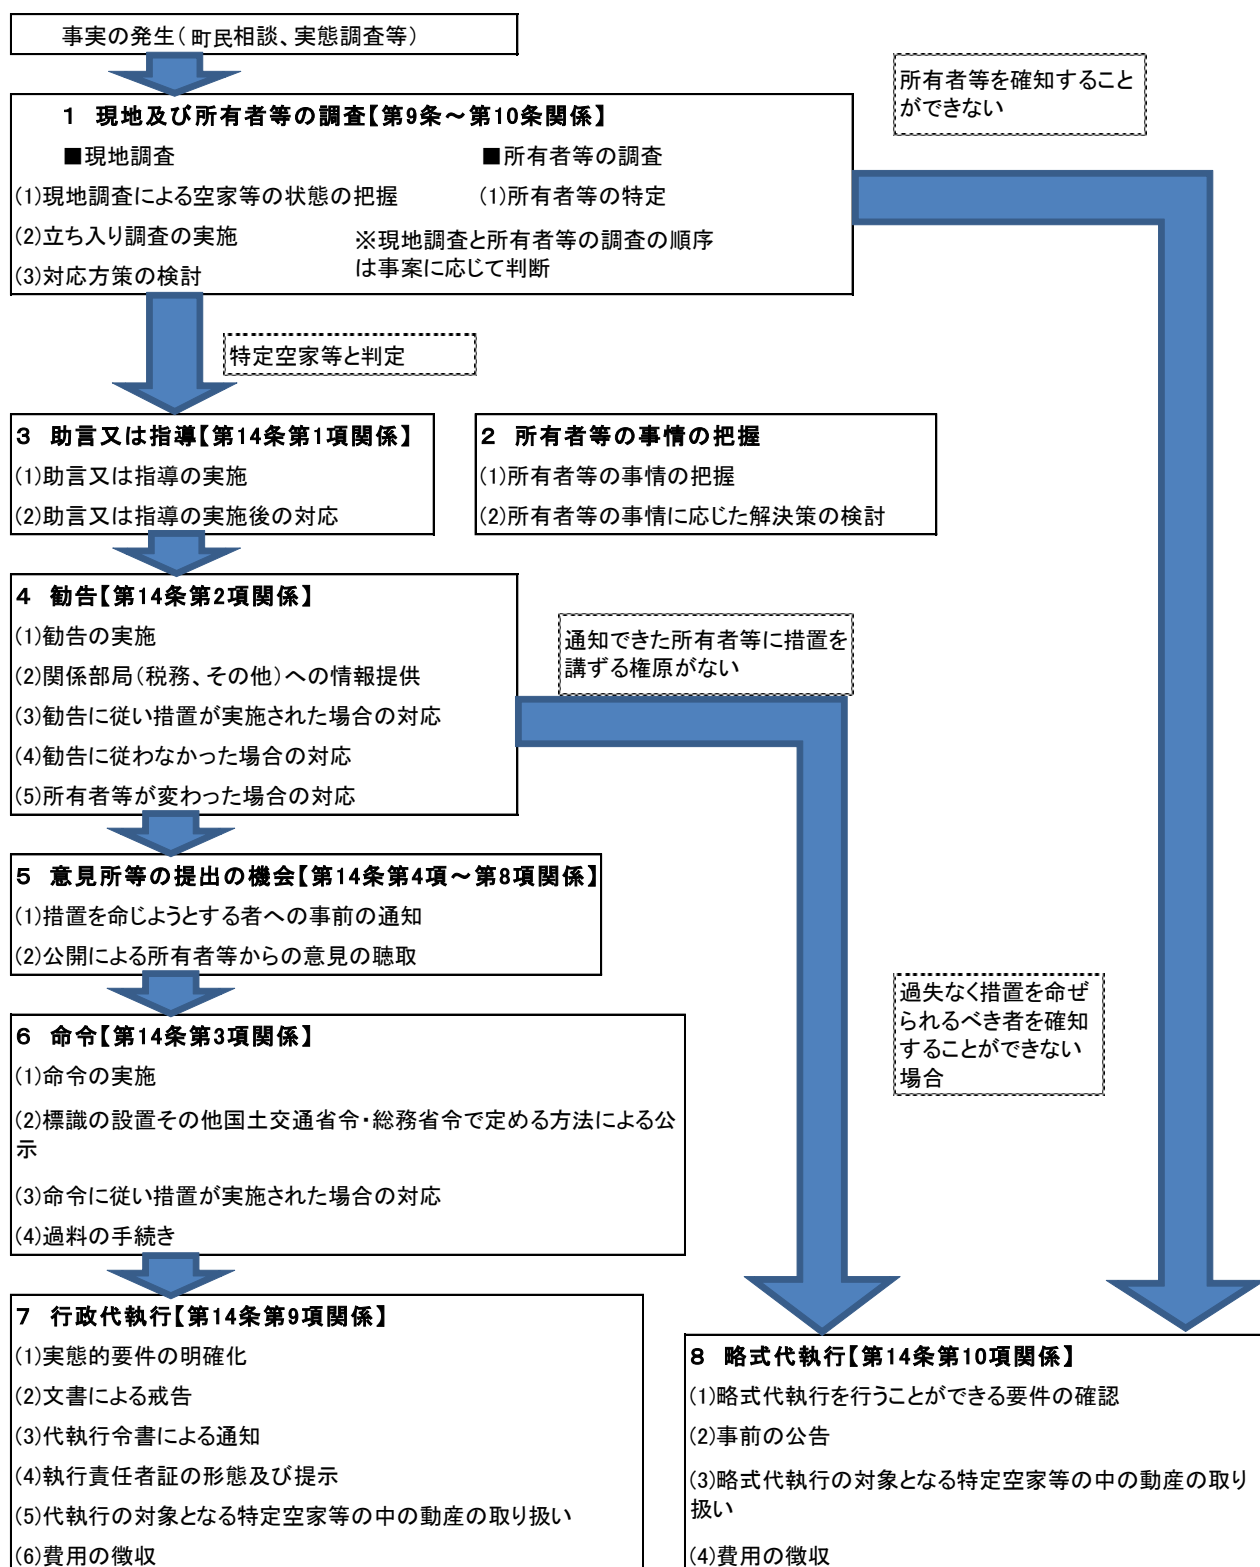 事実の発生(町民相談、実態調査等)
所有者等を確知すること
ができない
1 現地及び所有者等の調査【第9条～第10条関係】
■現地調査
■所有者等の調査
(1)現地調査による空家等の状態の把握
(1)所有者等の特定
(2)立ち入り調査の実施
※現地調査と所有者等の調査の順序
は事案に応じて判断
(3)対応方策の検討
特定空家等と判定
3 助言又は指導【第14条第1項関係】
(1)助言又は指導の実施
(2)助言又は指導の実施後の対応
2 所有者等の事情の把握
(1)所有者等の事情の把握
(2)所有者等の事情に応じた解決策の検討
4 勧告【第14条第2項関係】
(1)勧告の実施
(2)関係部局(税務、その他)への情報提供
(3)勧告に従い措置が実施された場合の対応
(4)勧告に従わなかった場合の対応
(5)所有者等が変わった場合の対応
通知できた所有者等に措置を
講ずる権原がない
5 意見所等の提出の機会【第14条第4項～第8項関係】
(1)措置を命じようとする者への事前の通知
(2)公開による所有者等からの意見の聴取
過失なく措置を命ぜ
られるべき者を確知
することができない
場合
6 命令【第14条第3項関係】
(1)命令の実施
(2)標識の設置その他国土交通省令・総務省令で定める方法による公
示
(3)命令に従い措置が実施された場合の対応
(4)過料の手続き
7 行政代執行【第14条第9項関係】
(1)実態的要件の明確化
(2)文書による戒告
(3)代執行令書による通知
(4)執行責任者証の形態及び提示
(5)代執行の対象となる特定空家等の中の動産の取り扱い
(6)費用の徴収
8 略式代執行【第14条第10項関係】
(1)略式代執行を行うことができる要件の確認
(2)事前の公告
(3)略式代執行の対象となる特定空家等の中の動産の取り
扱い
(4)費用の徴収